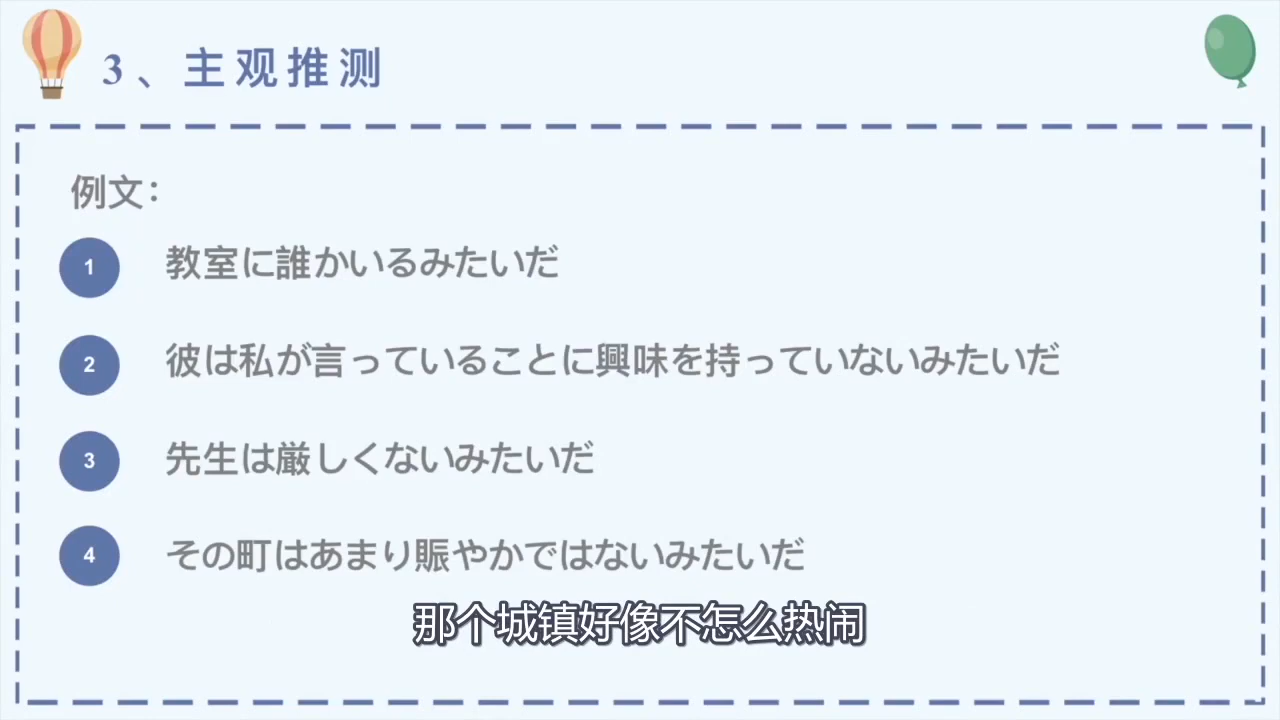 3、主观推测
例文：
1 教室に誰かいるみたいだ
2 彼は私が言っていることに興味を持っていないみたいだ
3 先生は厳しくないみたいだ
4 その町はあまり賑やかではないみたいだ
那个城镇好像不怎么热闹